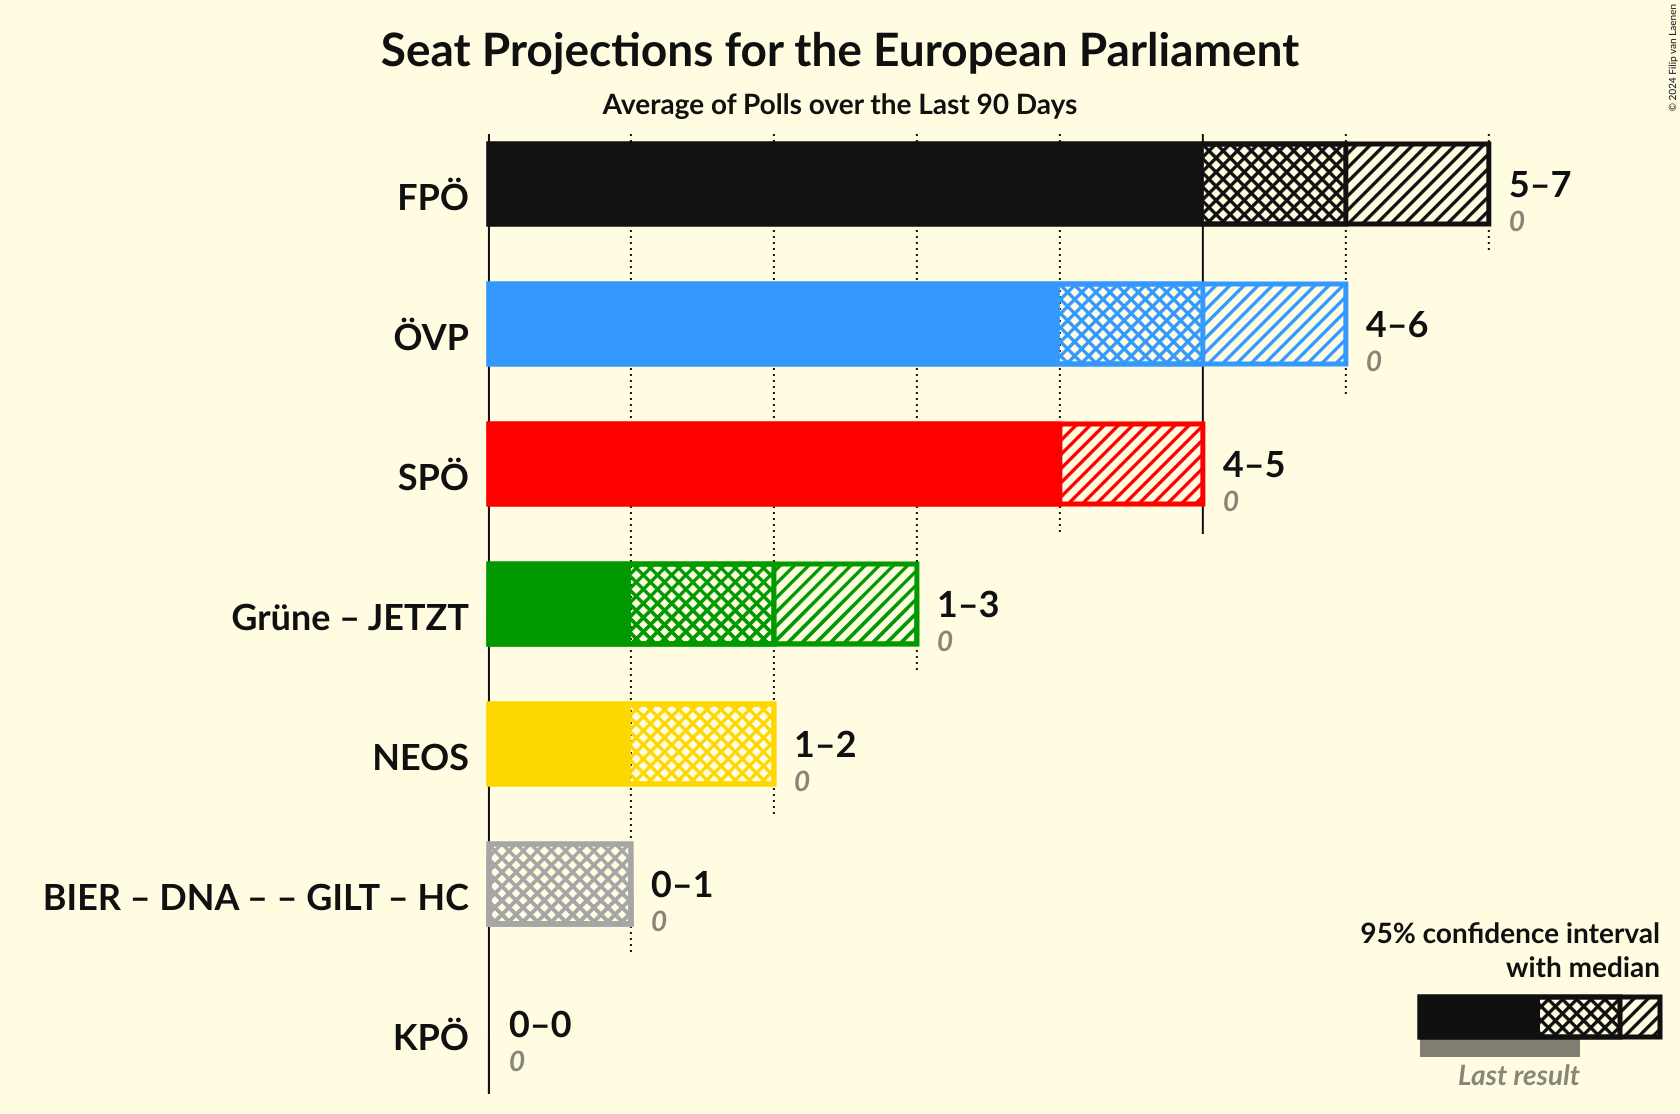 Seat Projections for the European Parliament
Average of Polls over the Last 90 Days
© 2024 Filip van Laenen
FPÖ
5–7
0
ÖVP
4–6
0
SPÖ
4–5
0
Grüne – JETZT
1–3
0
NEOS
1–2
0
BIER – DNA – – GILT – HC
0–1
0
KPÖ
0–0
0
95% confidence interval
with median
Last result